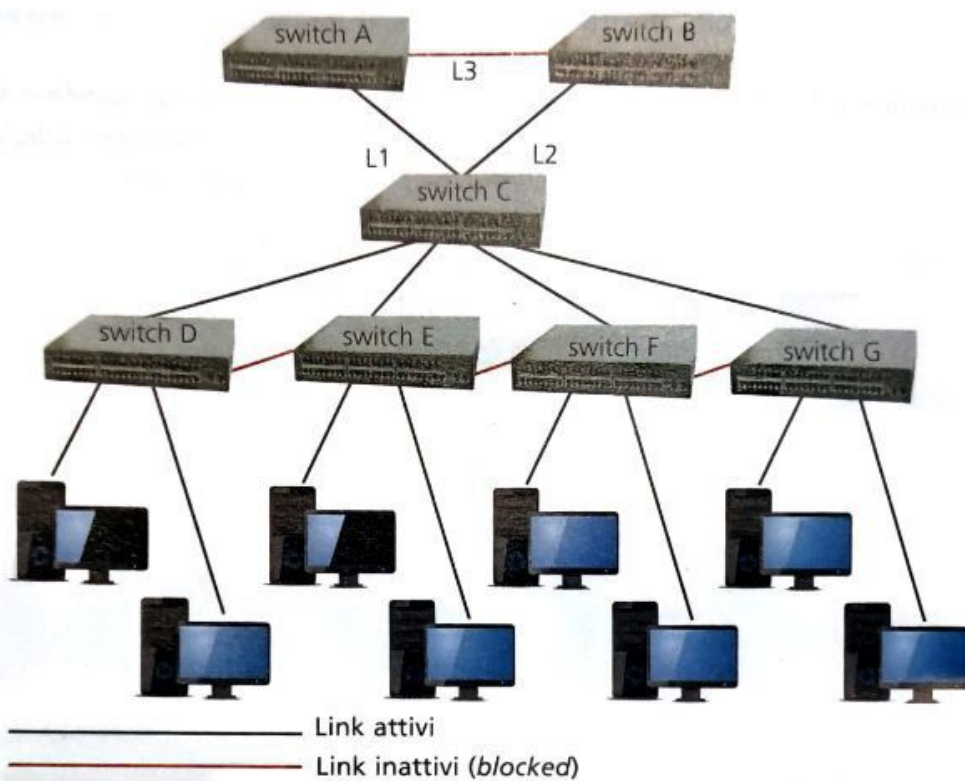 switch A
switch B
L3
L1
L2
switch C
switch D
switch E
switch F
switch G
Link attivi
Link inattivi (blocked)